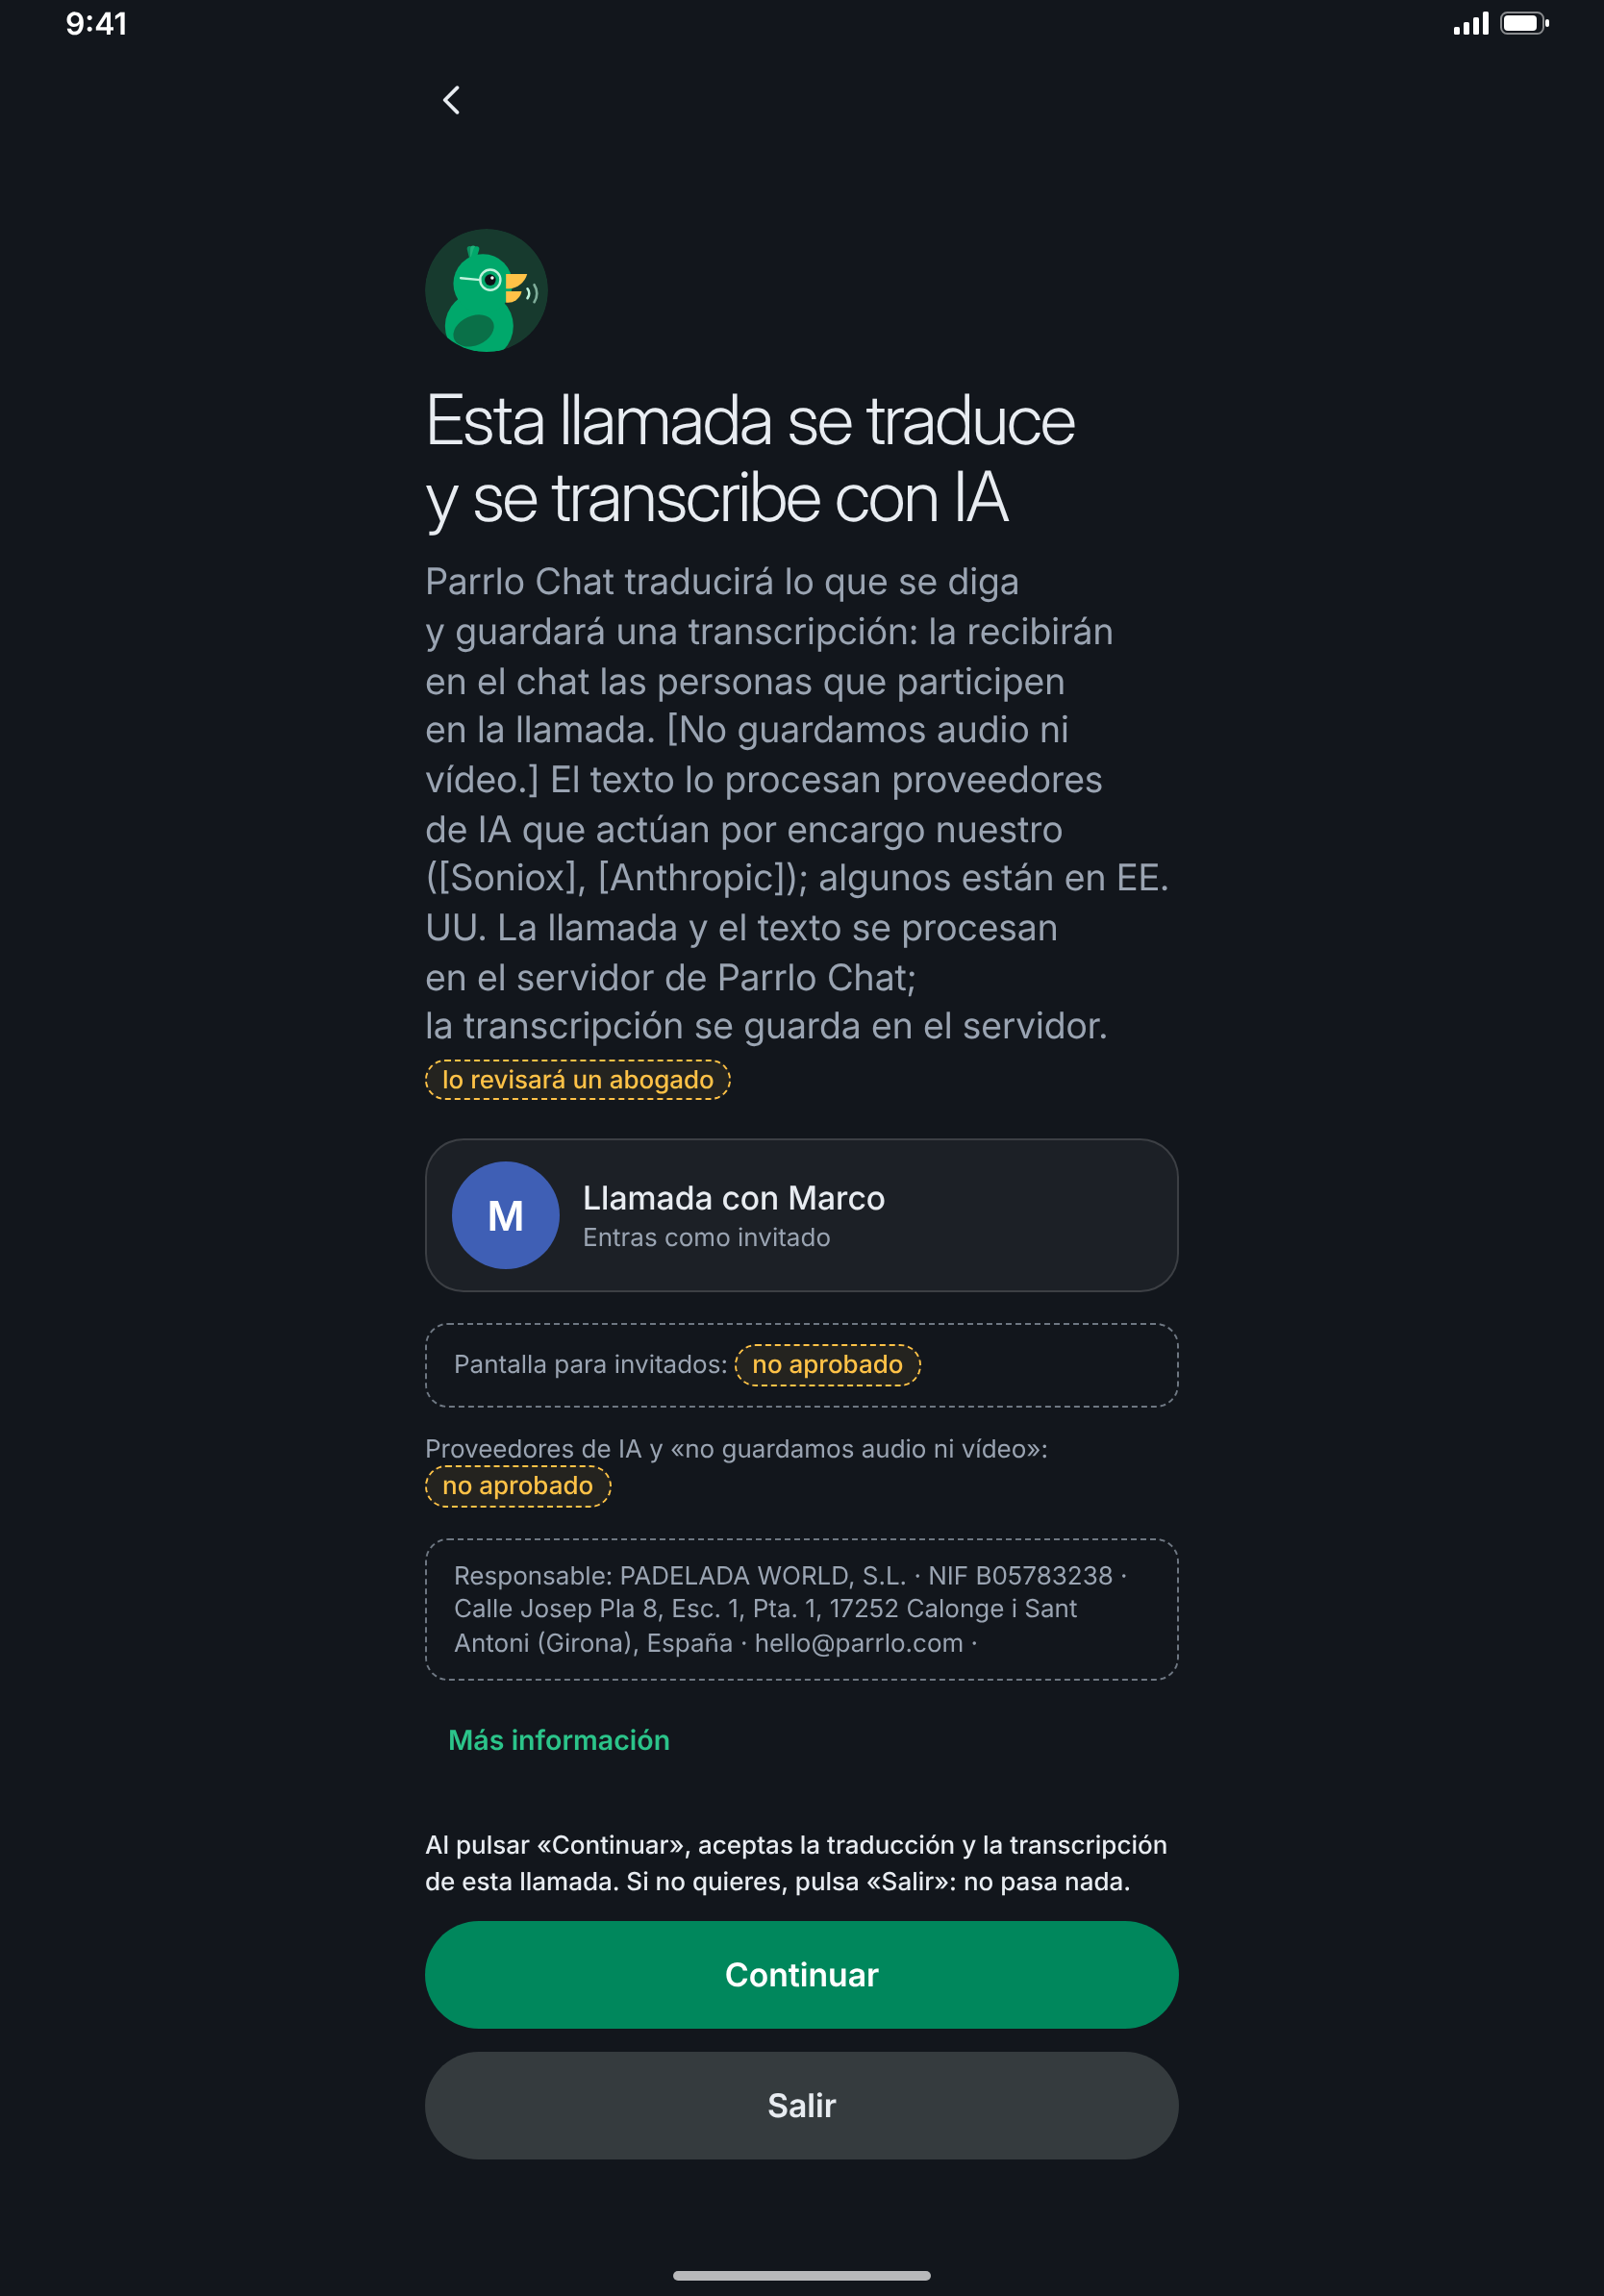 9:41
Esta llamada se traduce
y se transcribe con IA
Parrlo Chat traducirá lo que se diga
y guardará una transcripción: la recibirán
en el chat las personas que participen
en la llamada. [No guardamos audio ni
vídeo.] El texto lo procesan proveedores
de IA que actúan por encargo nuestro
([Soniox], [Anthropic]); algunos están en EE.
UU. La llamada y el texto se procesan
en el servidor de Parrlo Chat;
la transcripción se guarda en el servidor.
lo revisará un abogado
M
Llamada con Marco
Entras como invitado
Pantalla para invitados: no aprobado
Proveedores de IA y «no guardamos audio ni vídeo»:
no aprobado
Responsable: PADELADA WORLD, S.L. · NIF B05783238 ·
Calle Josep Pla 8, Esc. 1, Pta. 1, 17252 Calonge i Sant
Antoni (Girona), España · hello@parrlo.com ·
Más información
Al pulsar «Continuar», aceptas la traducción y la transcripción
de esta llamada. Si no quieres, pulsa «Salir»: no pasa nada.
Continuar
Salir